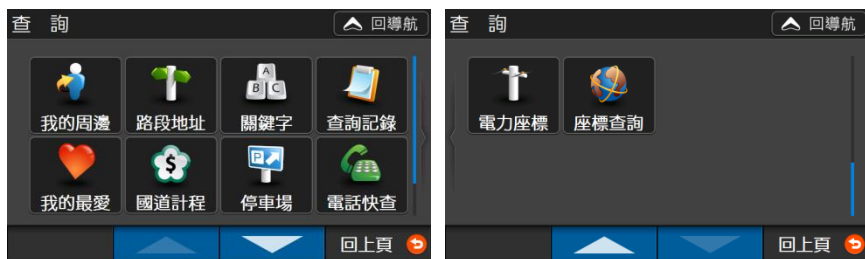 查 詢
回導航
A
B C
我的周邊
路段地址
關鍵字
查詢記錄
$
P
我的最愛
國道計程
停車場
電話快查
回上頁
查 詢
回導航
電力座標
座標查詢
回上頁